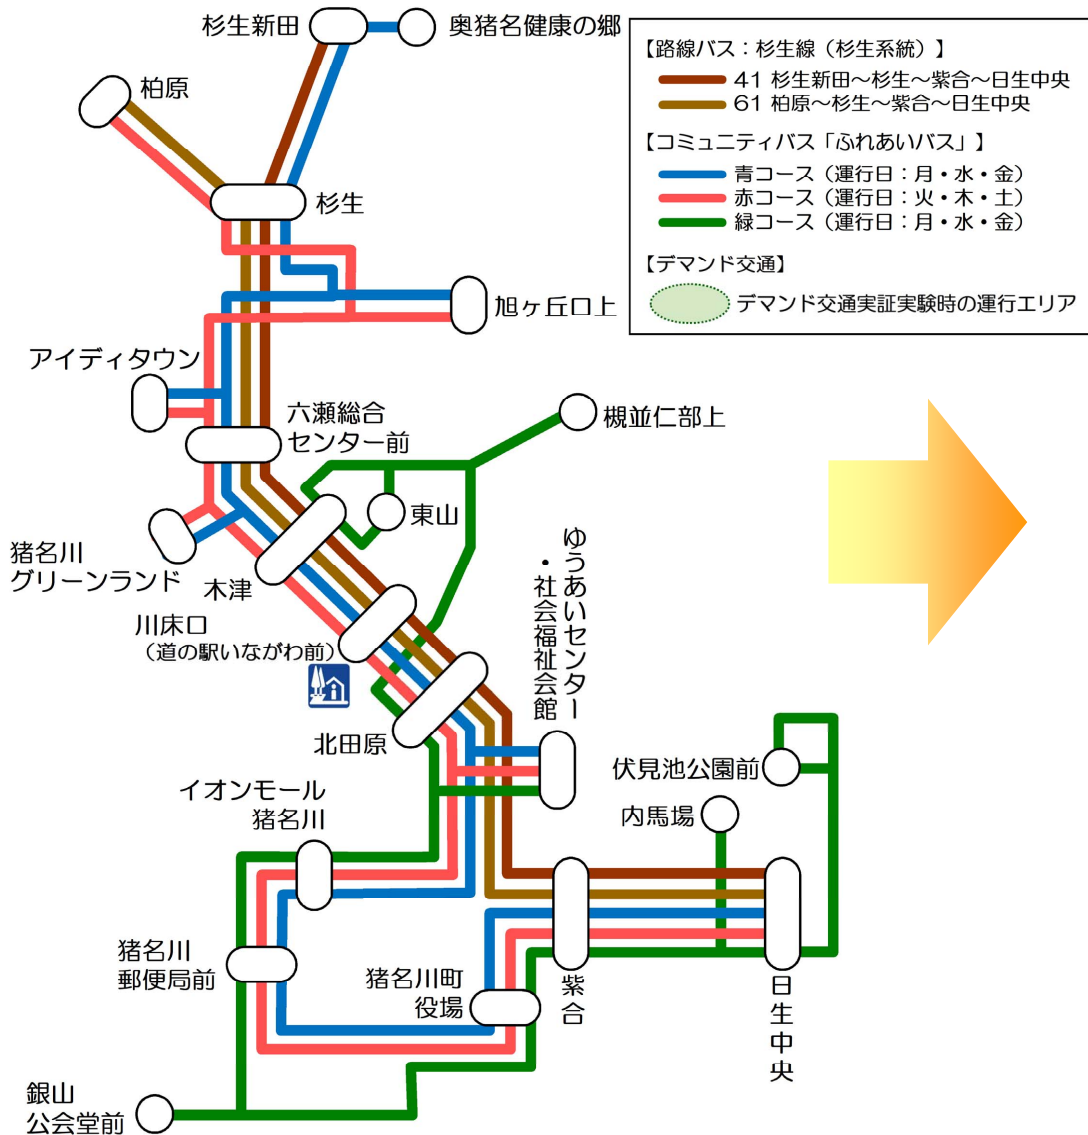 杉生新田
奥猪名健康の郷
柏原
杉生
旭ヶ丘口上
アイディタウン
六瀬総合
センター前
槻並仁部上
東山
猪名川
グリーンランド
木津
川床口
(道の駅いながわ前)
ゆうあいセンター
・社会福祉会館
北田原
イオンモール
猪名川
伏見池公園前
内馬場
猪名川
郵便局前
猪名川町
役場
紫合
日生中央
銀山
公会堂前
【路線バス:杉生線(杉生系統)】
41 杉生新田~杉生~紫合~日生中央
61 柏原~杉生~紫合~日生中央
【コミュニティバス「ふれあいバス」】
青コース(運行日:月・水・金)
赤コース(運行日:火・木・土)
緑コース(運行日:月・水・金)
【デマンド交通】
デマンド交通実証実験時の運行エリア